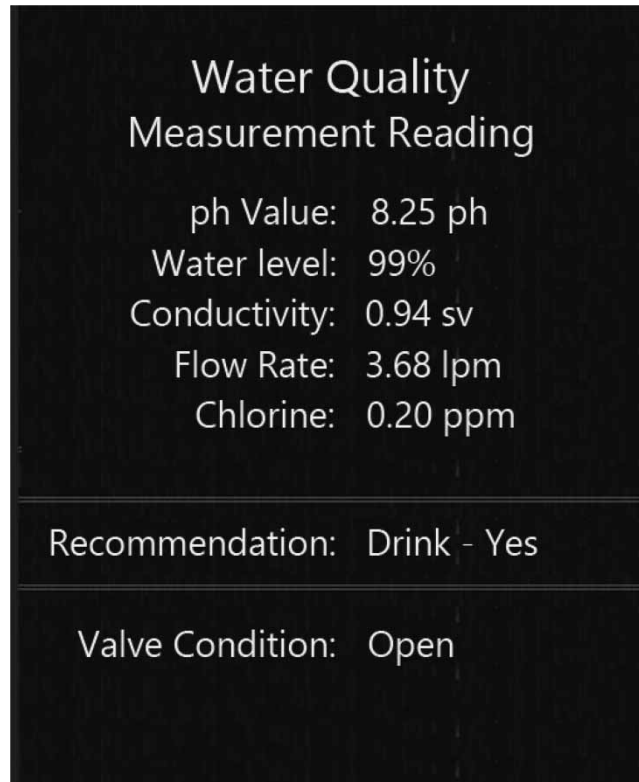 Water Quality
Measurement Reading
ph Value: 8.25 ph
Water level: 99%
Conductivity: 0.94 sv
Flow Rate: 3.68 lpm
Chlorine: 0.20 ppm
Recommendation: Drink - Yes
Valve Condition: Open